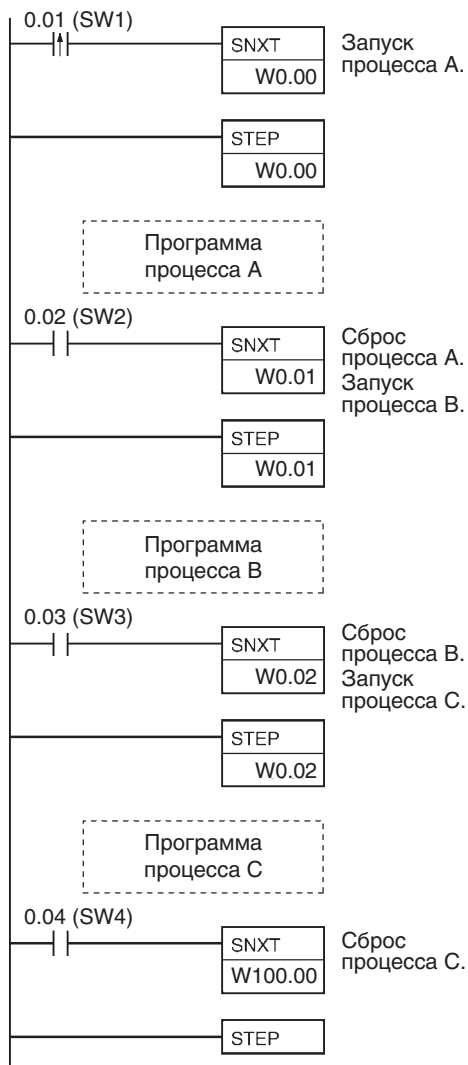 0.01 (SW1)
SNXT
W0.00
Запуск
процесса A.
STEP
W0.00
Программа
процесса A
0.02 (SW2)
SNXT
W0.01
Сброс
процесса A.
Запуск
процесса B.
STEP
W0.01
Программа
процесса B
0.03 (SW3)
SNXT
W0.02
Сброс
процесса B.
Запуск
процесса C.
STEP
W0.02
Программа
процесса C
0.04 (SW4)
SNXT
W100.00
Сброс
процесса C.
STEP